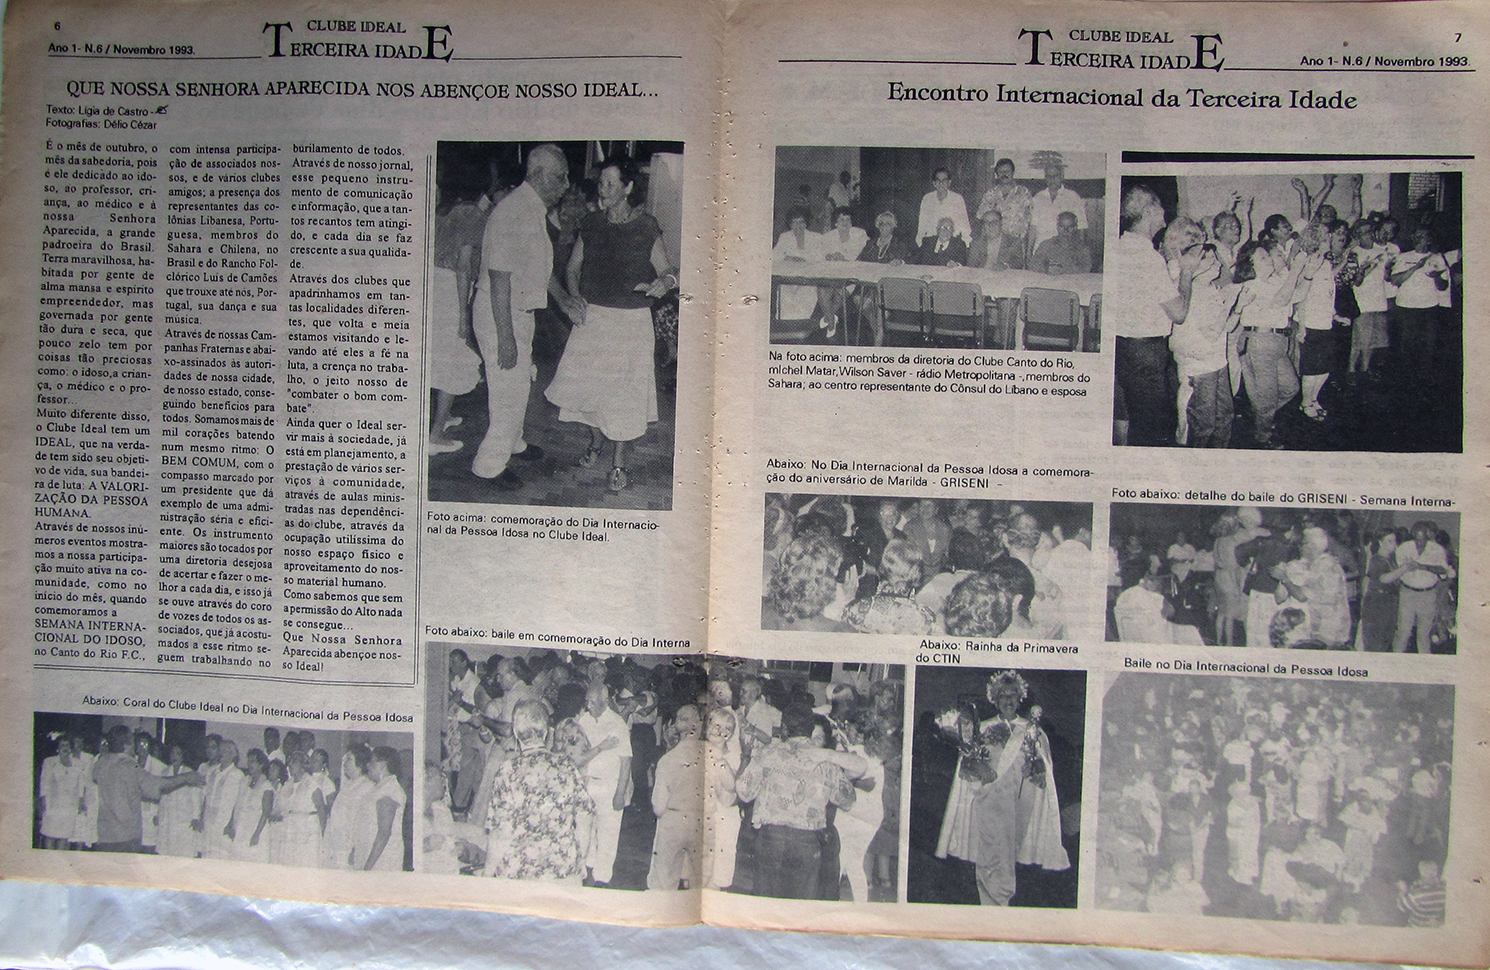 6
Ano 1- N.6 / Novembro 1993.
CLUBE IDEAL
TERCEIRA IDADE
QUE NOSSA SENHORA APARECIDA NOS ABENÇOE NOSSO IDEAL...
Texto: Lígia de Castro -
Fotografias: Délio Cézar
É o mês de outubro, o
mês da sabedoria, pois
é ele dedicado ao ido-
so, ao professor, cri-
ança, ao médico e à
nossa Senhora
Aparecida, a grande
padroeira do Brasil.
Terra maravilhosa, ha-
bitada por gente de
alma mansa e espírito
empreendedor, mas
governada por gente
tão dura e seca, que
pouco zelo tem por
coisas tão preciosas
como: o idoso,a crian-
ça, o médico e o pro-
fessor...
Muito diferente disso,
o Clube Ideal tem um
IDEAL, que na verda-
de tem sido seu objeti-
vo de vida, sua bandei-
ra de luta: A VALORI-
ZAÇÃO DA PESSOA
HUMANA.
Através de nossos inú-
meros eventos mostra-
mos a nossa participa-
ção muito ativa na co-
munidade, como no
início do mês, quando
comemoramos a
SEMANA INTERNA-
CIONAL DO IDOSO,
no Canto do Rio F.C.,
com intensa participa-
ção de associados nos-
sos, e de vários clubes
amigos; a presença dos
representantes das co-
lônias Libanesa, Portu-
guesa, membros do
Sahara e Chilena, no
Brasil e do Rancho Fol-
clórico Luis de Camões
que trouxe até nós, Por-
tugal, sua dança e sua
música.
Através de nossas Cam-
panhas Fraternas e abai-
xo-assinados às autori-
dades de nossa cidade,
de nosso estado, conse-
guindo benefícios para
todos. Somamos mais de
mil corações batendo
num mesmo ritmo: O
BEM COMUM, com o
compasso marcado por
um presidente que dá
exemplo de uma admi-
nistração séria e efici-
ente. Os instrumento
maiores são tocados por
uma diretoria desejosa
de acertar e fazer o me-
lhor a cada dia, e isso já
se ouve através do coro
de vozes de todos os as-
sociados, que já acostu-
mados a esse ritmo se-
guem trabalhando no
burilamento de todos.
Através de nosso jornal,
esse pequeno instru-
mento de comunicação
e informação, que a tan-
tos recantos tem atingi-
do, e cada dia se faz
crescente a sua qualida-
de.
Através dos clubes que
apadrinhamos em tan-
tas localidades diferen-
tes, que volta e meia
estamos visitando e le-
vando até eles a fé na
luta, a crença no traba-
lho, o jeito nosso de
"combater o bom com-
bate".
Ainda quer o Ideal ser-
vir mais à sociedade, já
está em planejamento, a
prestação de vários ser-
viços à comunidade,
através de aulas minis-
tradas nas dependênci-
as do clube, através da
ocupação utilíssima do
nosso espaço físico e
aproveitamento do nos-
so material humano.
Como sabemos que sem
apermissão do Alto nada
se consegue...
Que Nossa Senhora
Aparecida abençoe nos-
so Ideal!
Foto acima: comemoração do Dia Internacio-
nal da Pessoa Idosa no Clube Ideal.
Foto abaixo: baile em comemoração do Dia Interna
Abaixo: Coral do Clube Ideal no Dia Internacional da Pessoa Idosa
CLUBE IDEAL
TERCEIRA IDADE
7
Ano 1- N.6 / Novembro 1993.
Encontro Internacional da Terceira Idade
Na foto acima: membros da diretoria do Clube Canto do Rio,
mIchel Matar,Wilson Saver - rádio Metropolitana -,membros do
Sahara; ao centro representante do Cônsul do Líbano e esposa
Abaixo: No Dia Internacional da Pessoa Idosa a comemora-
ção do aniversário de Marilda - GRISENI -
Foto abaixo: detalhe do baile do GRISENI - Semana Interna-
Abaixo: Rainha da Primavera
do CTIN
Baile no Dia Internacional da Pessoa Idosa